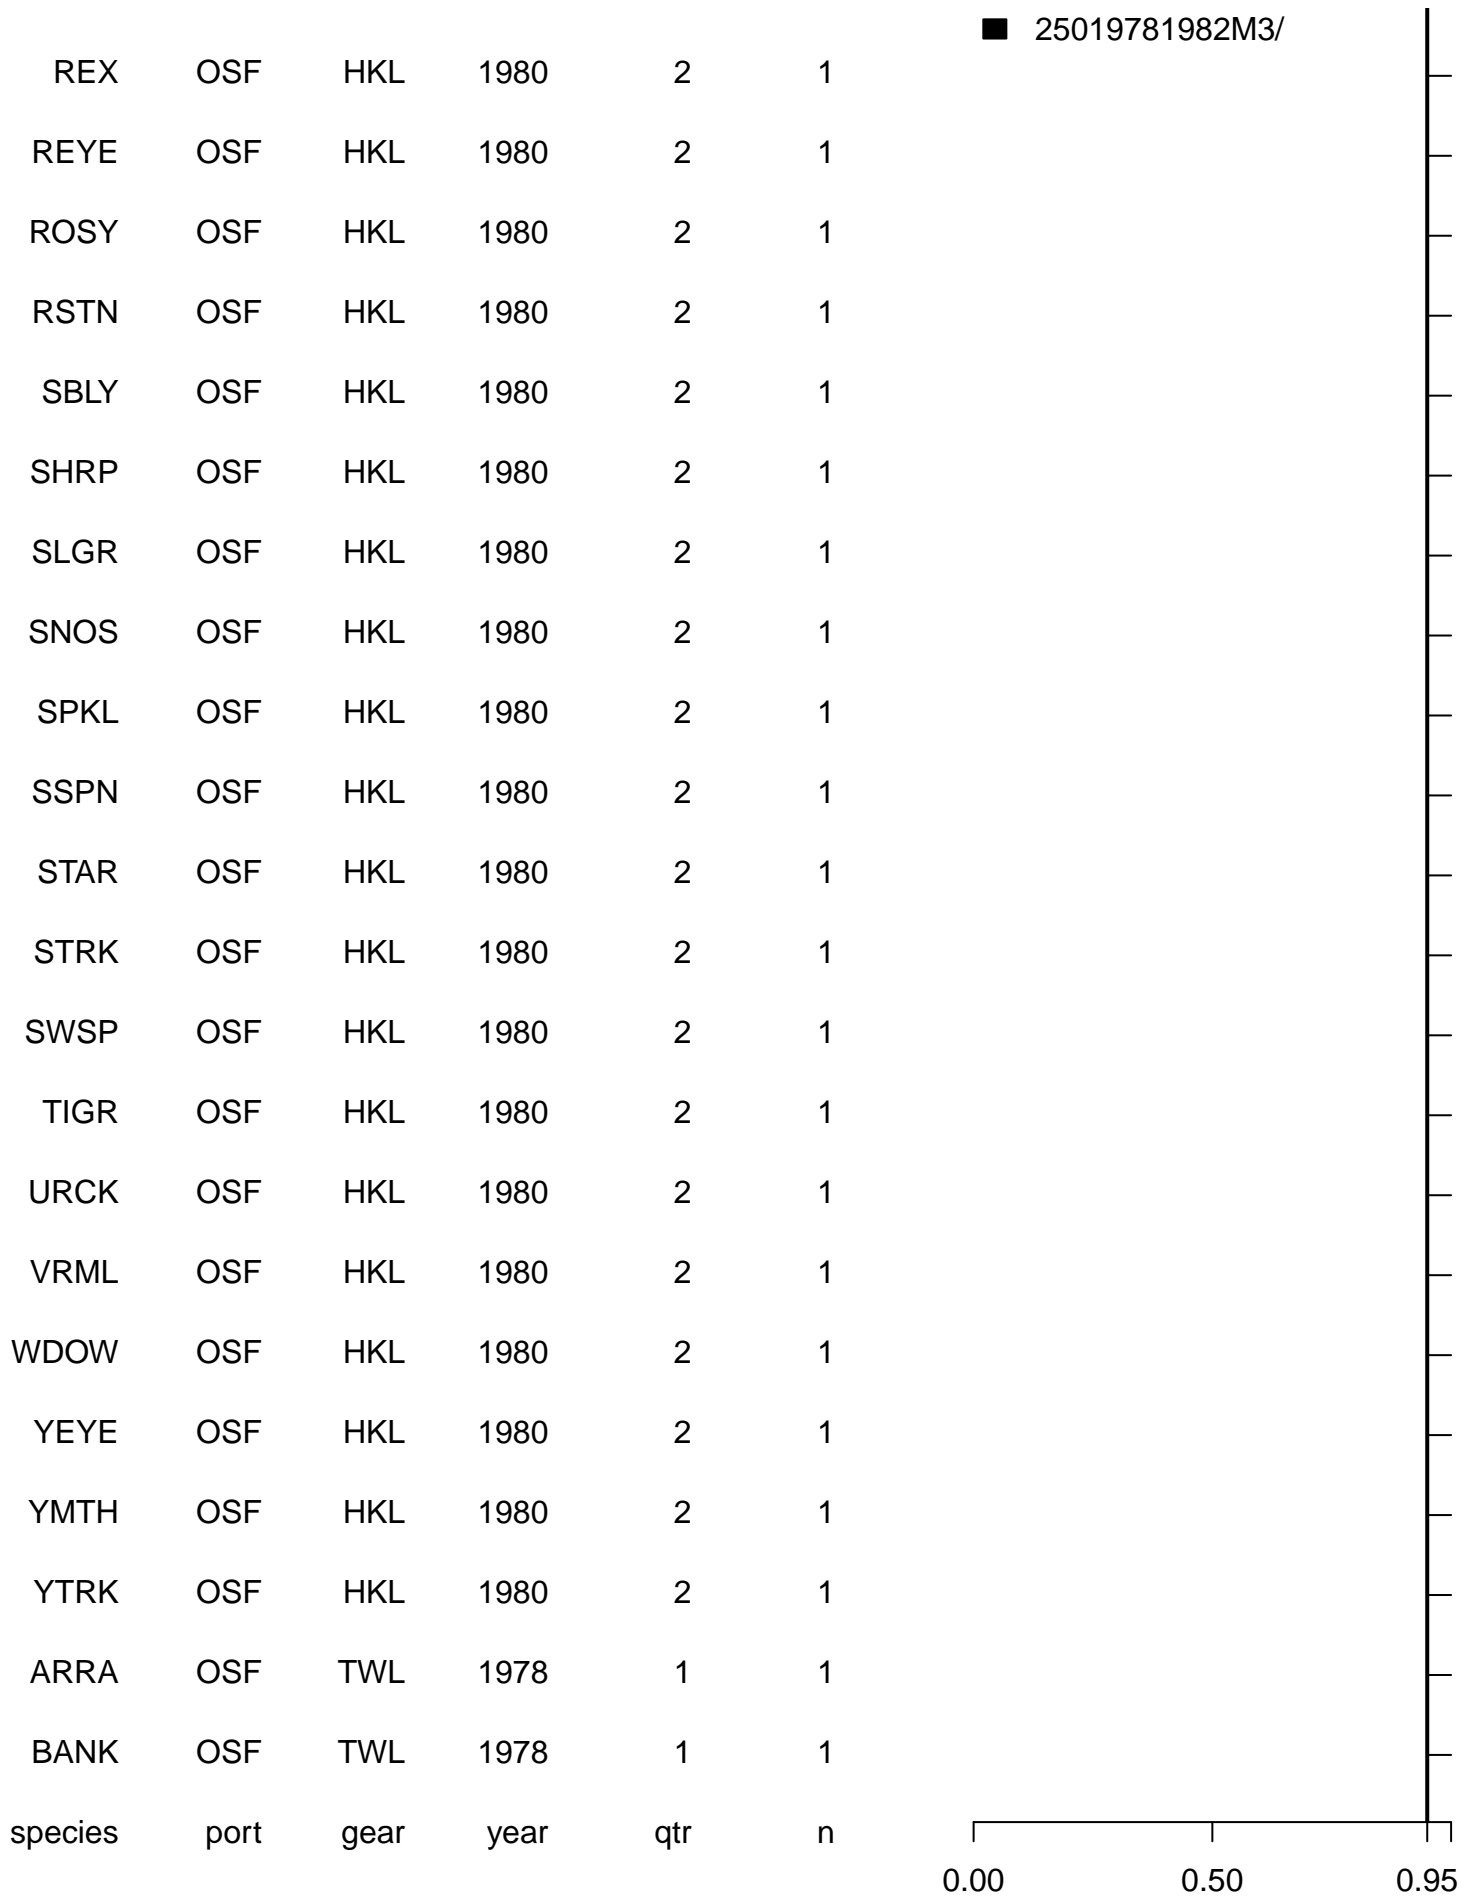 25019781982M3/
REX OSF HKL 1980 2 1
REYE OSF HKL 1980 2 1
ROSY OSF HKL 1980 2 1
RSTN OSF HKL 1980 2 1
SBLY OSF HKL 1980 2 1
SHRP OSF HKL 1980 2 1
SLGR OSF HKL 1980 2 1
SNOS OSF HKL 1980 2 1
SPKL OSF HKL 1980 2 1
SSPN OSF HKL 1980 2 1
STAR OSF HKL 1980 2 1
STRK OSF HKL 1980 2 1
SWSP OSF HKL 1980 2 1
TIGR OSF HKL 1980 2 1
URCK OSF HKL 1980 2 1
VRML OSF HKL 1980 2 1
WDOW OSF HKL 1980 2 1
YEYE OSF HKL 1980 2 1
YMTH OSF HKL 1980 2 1
YTRK OSF HKL 1980 2 1
ARRA OSF TWL 1978 1 1
BANK OSF TWL 1978 1 1
species port gear year qtr n
0.00 0.50 0.95